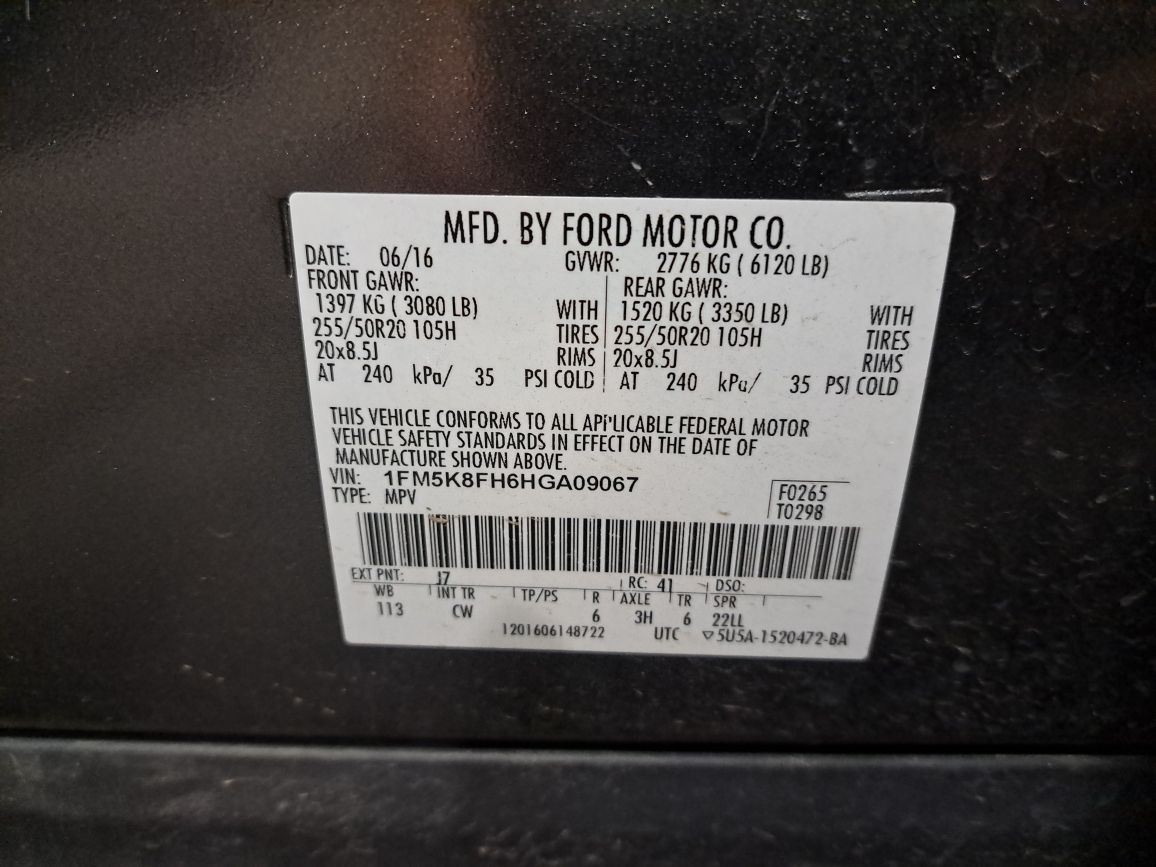 MFD. BY FORD MOTOR CO.
DATE: 06/16 GVWR: 2776 KG ( 6120 LB)
FRONT GAWR: REAR GAWR:
1397 KG ( 3080 LB) WITH 1520 KG ( 3350 LB) WITH
255/50R20 105H TIRES 255/50R20 105H TIRES
20x8.5J RIMS 20x8.5J RIMS
AT 240 kPa/ 35 PSI COLD AT 240 kPa/ 35 PSI COLD
THIS VEHICLE CONFORMS TO ALL APPLICABLE FEDERAL MOTOR
VEHICLE SAFETY STANDARDS IN EFFECT ON THE DATE OF
MANUFACTURE SHOWN ABOVE.
VIN: 1FM5K8FH6HGA09067
TYPE: MPV
F0265
T0298
EXT PNT: J7 RC: 41 DSO:
WB INT TR TP/PS R AXLE TR SPR
113 CW 6 3H 6 22LL
1201606148722 UTC ▽5U5A-1520472-BA